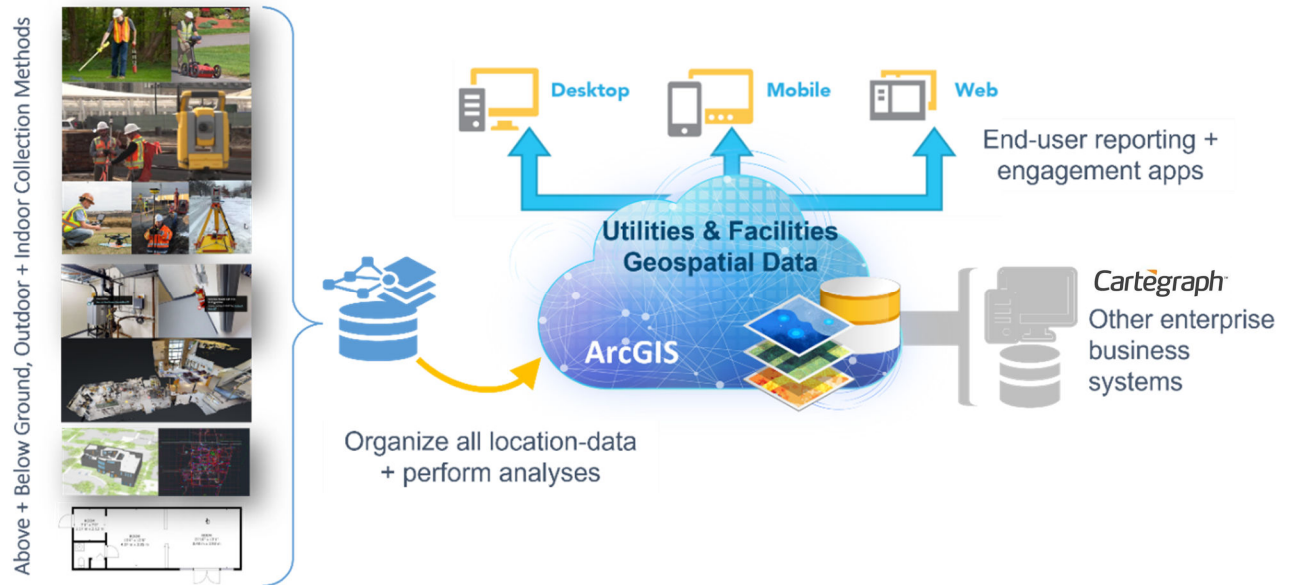 Above + Below Ground, Outdoor + Indoor Collection Methods
Desktop
Mobile
Web
End-user reporting +
engagement apps
Utilities & Facilities
Geospatial Data
ArcGIS
Cartēgraph
Other enterprise
business
systems
Organize all location-data
+ perform analyses